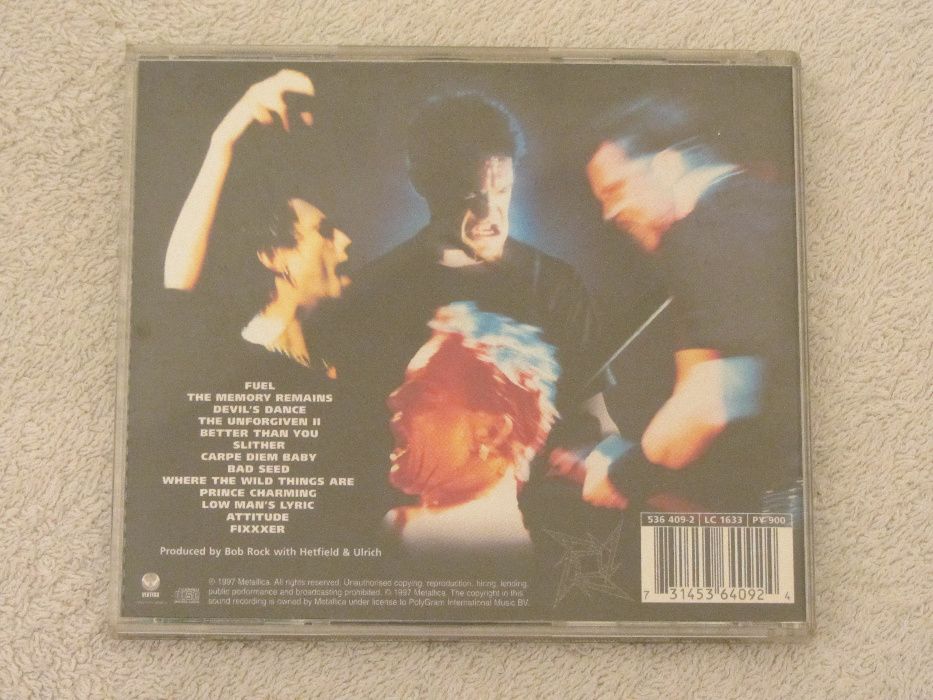 FUEL
THE MEMORY REMAINS
DEVIL'S DANCE
THE UNFORGIVEN II
BETTER THAN YOU
SLITHER
CARPE DIEM BABY
BAD SEED
WHERE THE WILD THINGS ARE
PRINCE CHARMING
LOW MAN'S LYRIC
ATTITUDE
FIXXXER
Produced by Bob Rock with Hetfield & Ulrich
536 409-2 LC 1633 PY 900
7 31453 64092 4
VERTIGO
℗ 1997 Metallica. All rights reserved. Unauthorised copying, reproduction, hiring, lending,
public performance and broadcasting prohibited. © 1997 Metallica. The copyright in this
sound recording is owned by Metallica under license to PolyGram International Music BV.